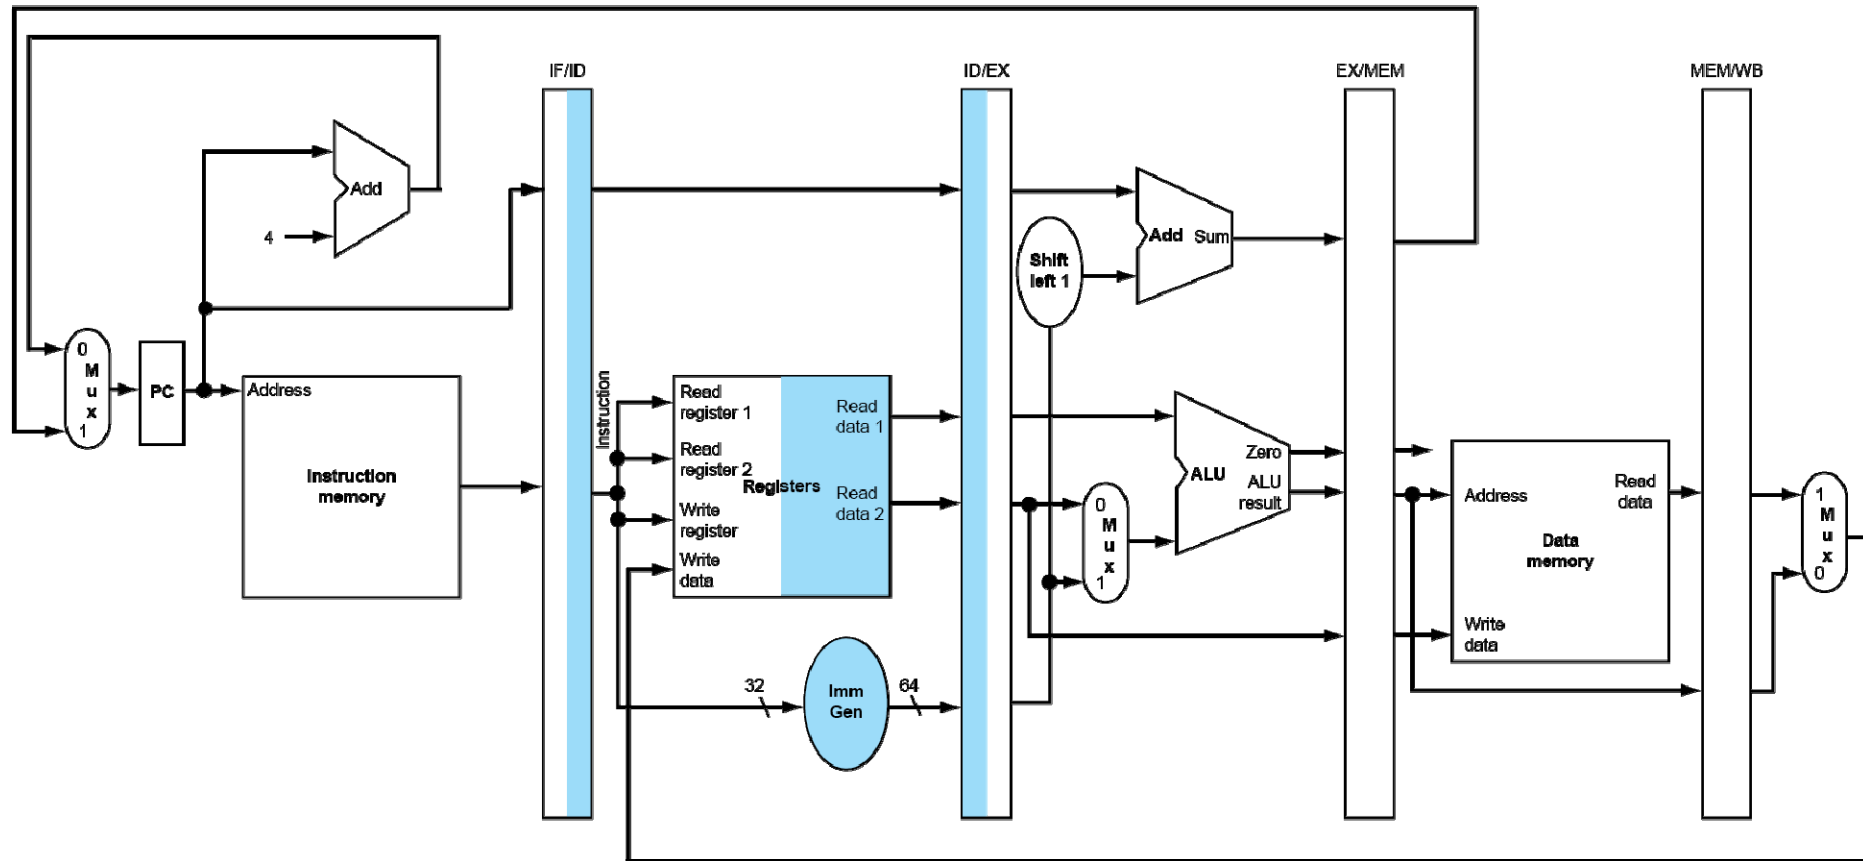 IF/ID
ID/EX
EX/MEM
MEM/WB
Add
4
Add Sum
Shift
left 1
0
M
u
x
1
PC
Address
Instruction
memory
Instruction
Read
register 1
Read
register 2
Registers
Write
register
Write
data
Read
data 1
Read
data 2
32
Imm
Gen
64
0
M
u
x
1
Zero
ALU
ALU
result
Address
Read
data
Data
memory
Write
data
1
M
u
x
0